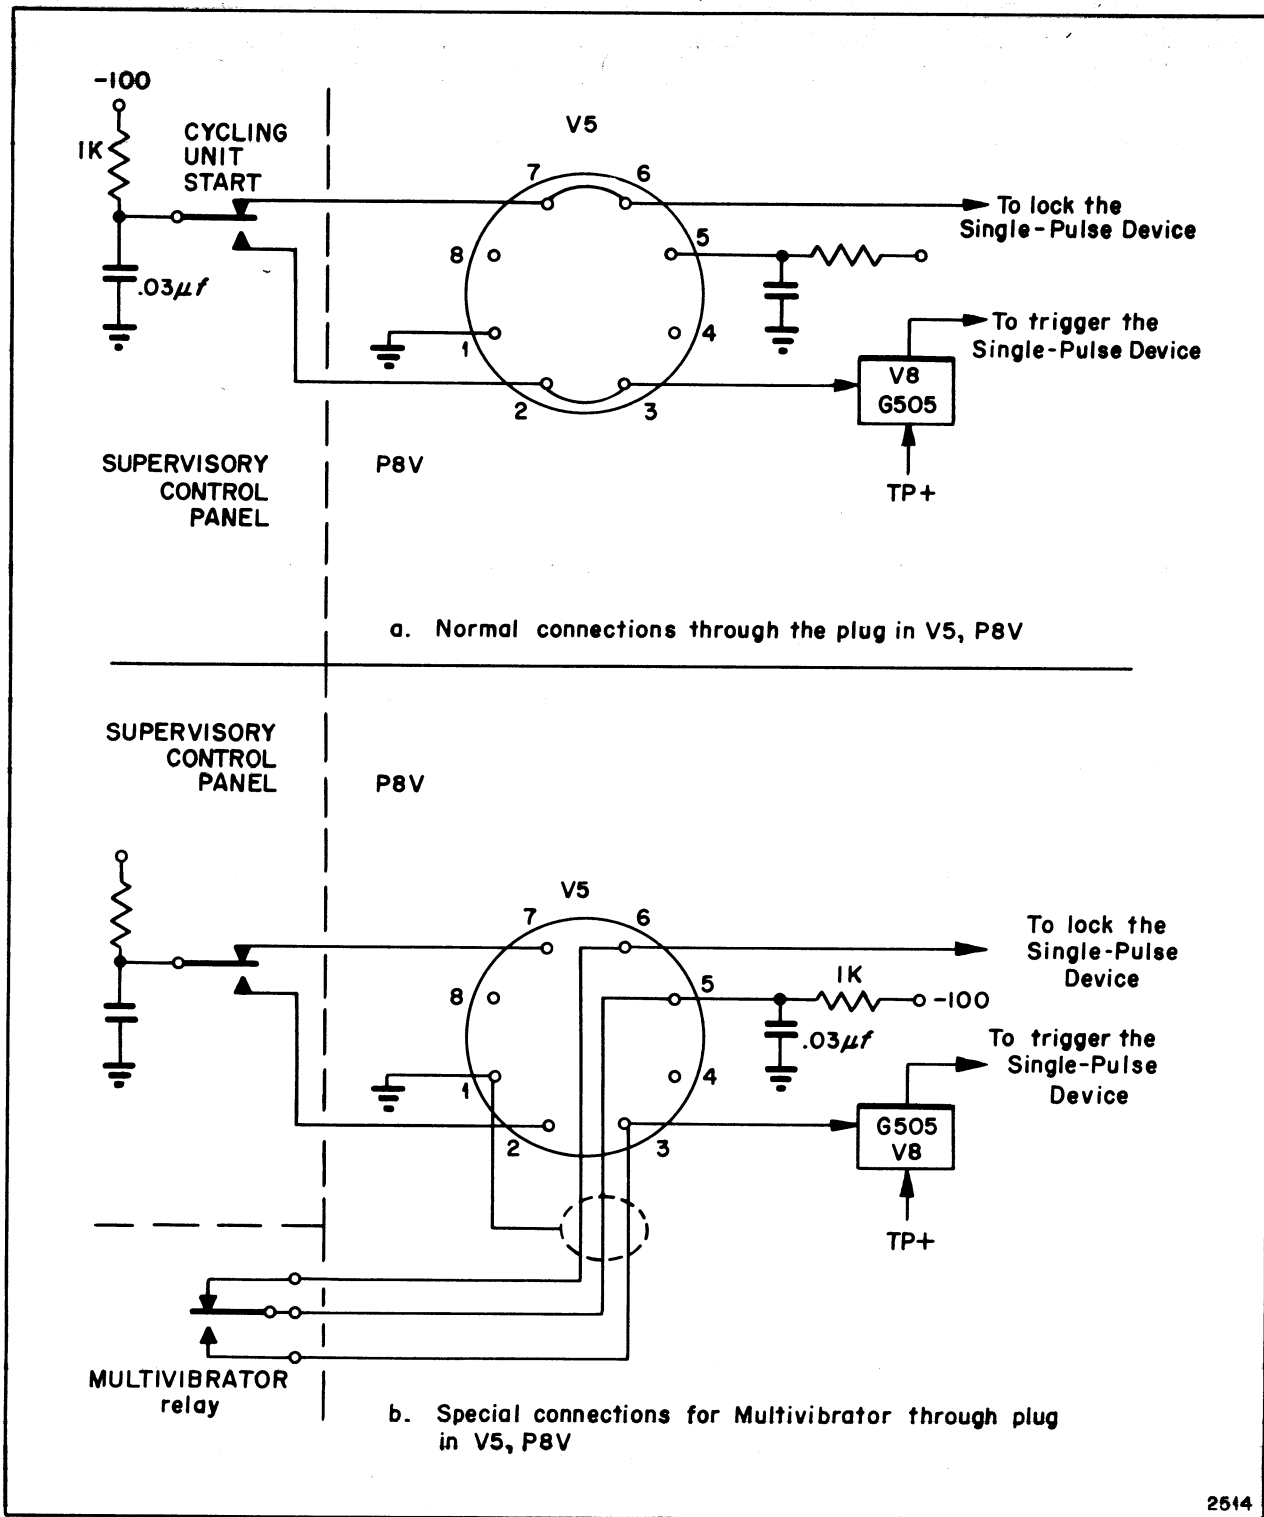 -100
1K
CYCLING
UNIT
START
.03μf
V5
7
6
5
8
4
1
2
3
To lock the
Single-Pulse Device
To trigger the
Single-Pulse Device
V8
G505
TP+
SUPERVISORY
CONTROL
PANEL
P8V
a. Normal connections through the plug in V5, P8V
SUPERVISORY
CONTROL
PANEL
P8V
V5
7
6
5
8
4
1
2
3
1K
-100
.03μf
To lock the
Single-Pulse
Device
To trigger the
Single-Pulse
Device
G505
V8
TP+
MULTIVIBRATOR
relay
b. Special connections for Multivibrator through plug
in V5, P8V
2514